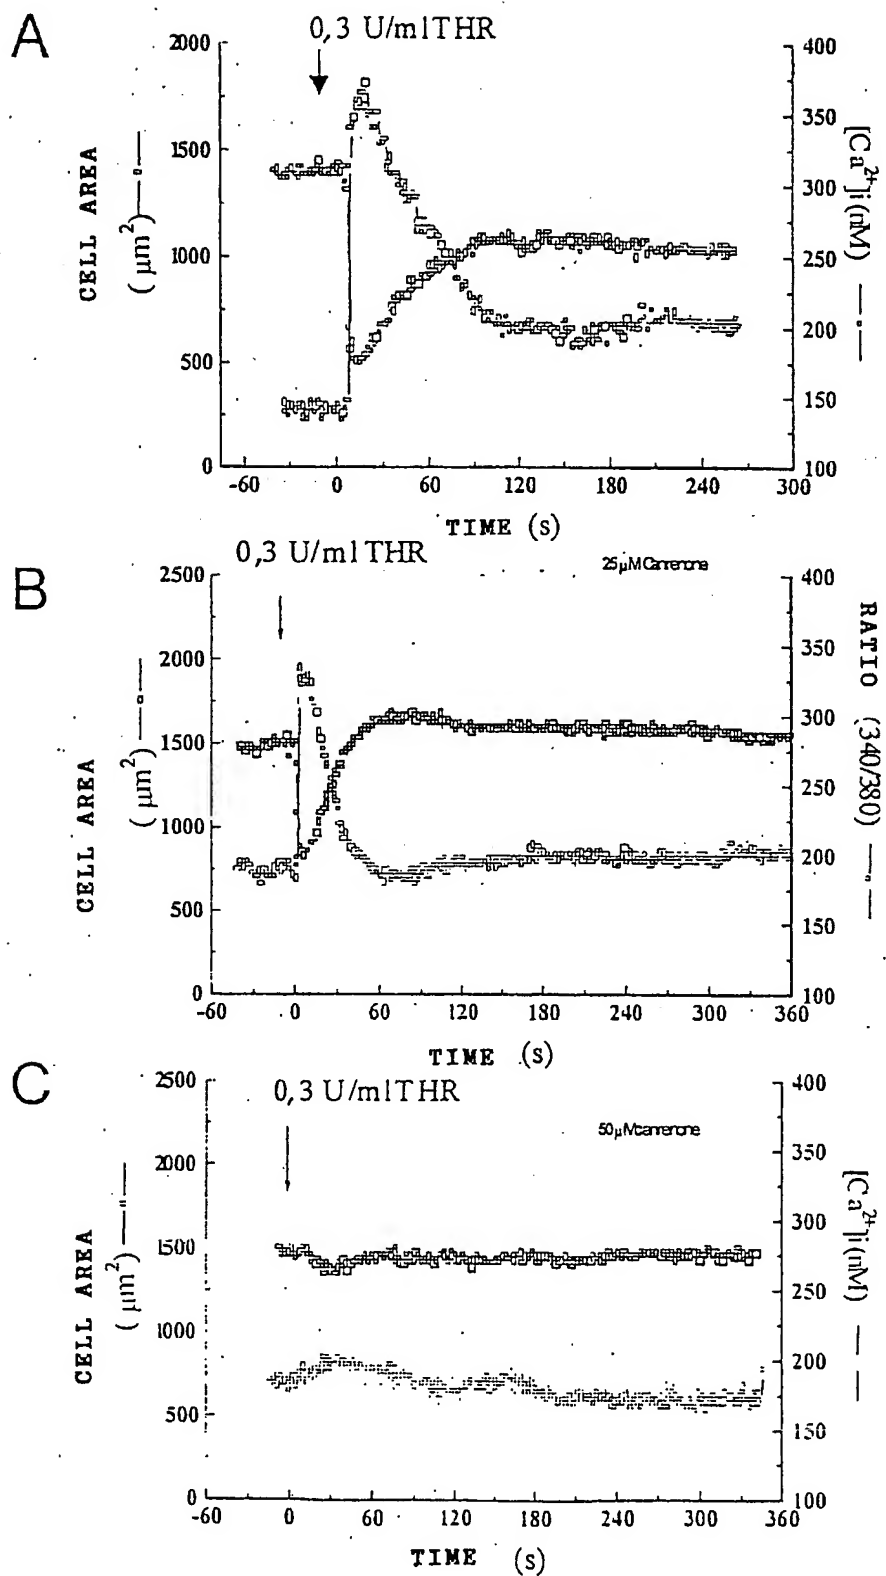 A
0,3 U/ml THR
2000
1500
1000
500
0
CELL AREA
(μm²)
400
350
300
250
200
150
100
[Ca²⁺]i (nM)
-60 0 60 120 180 240 300
TIME (s)
B
0,3 U/ml THR
25 μM Canrenone
2500
2000
1500
1000
500
0
CELL AREA
(μm²)
400
350
300
250
200
150
100
RATIO (340/380)
-60 0 60 120 180 240 300 360
TIME (s)
C
0,3 U/ml THR
50 μM canrenone
2500
2000
1500
1000
500
0
CELL AREA
(μm²)
400
350
300
250
200
150
100
[Ca²⁺]i (nM)
-60 0 60 120 180 240 300 360
TIME (s)